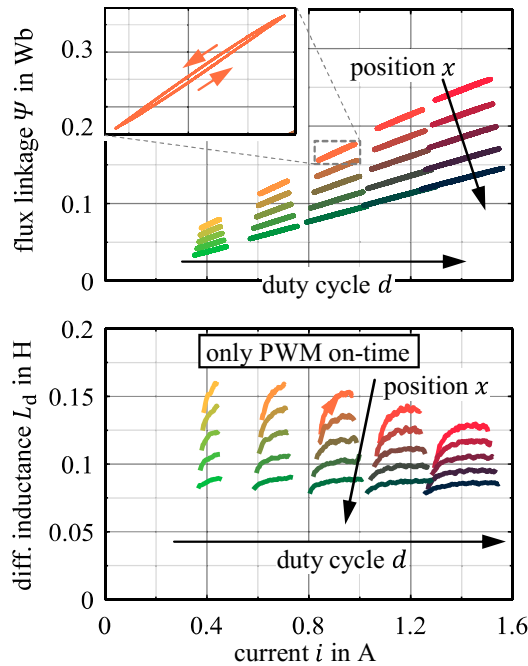 0.3
0.2
0.1
0
flux linkage Ψ in Wb
position x
duty cycle d
0.2
0.15
0.1
0.05
0
diff. inductance L_d in H
only PWM on-time
position x
duty cycle d
0 0.4 0.8 1.2 1.6
current i in A